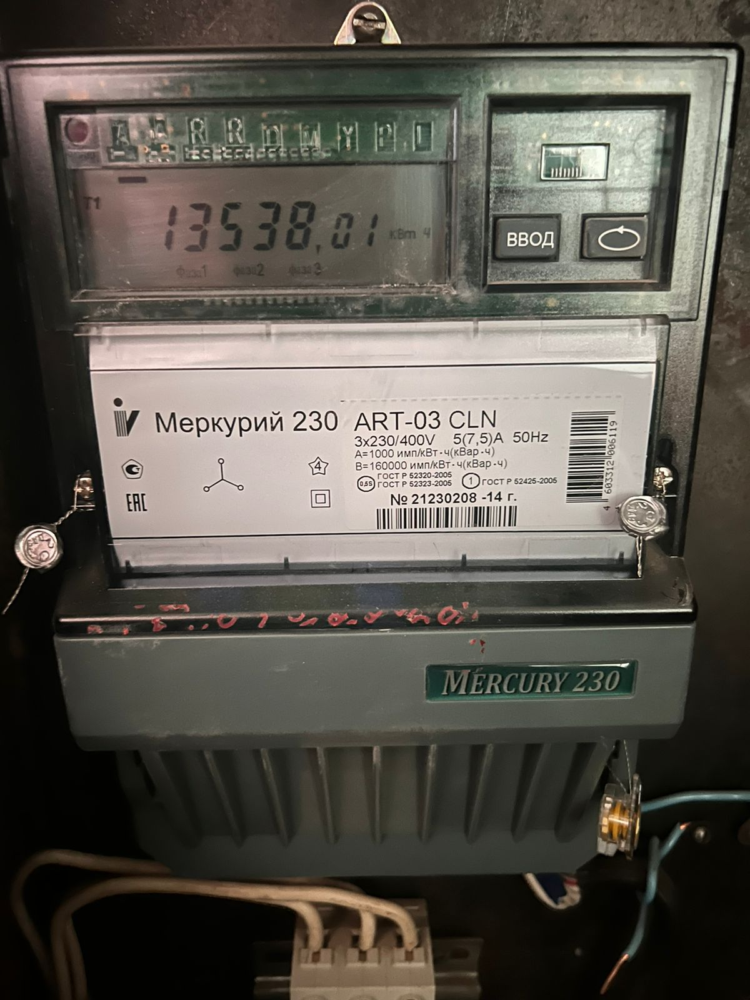 A A R R D M Y P L
T1
13538,01 кВт ч
фаза1 фаза2 фаза3
ВВОД
Меркурий 230 ART-03 CLN
3x230/400V 5(7,5)A 50Hz
A=1000 имп/кВт·ч(кВар·ч)
B=160000 имп/кВт·ч(кВар·ч)
0,5S ГОСТ Р 52320-2005
ГОСТ Р 52323-2005
1 ГОСТ Р 52425-2005
4
EAC
№ 21230208 -14 г.
4 603312 006119
MERCURY 230